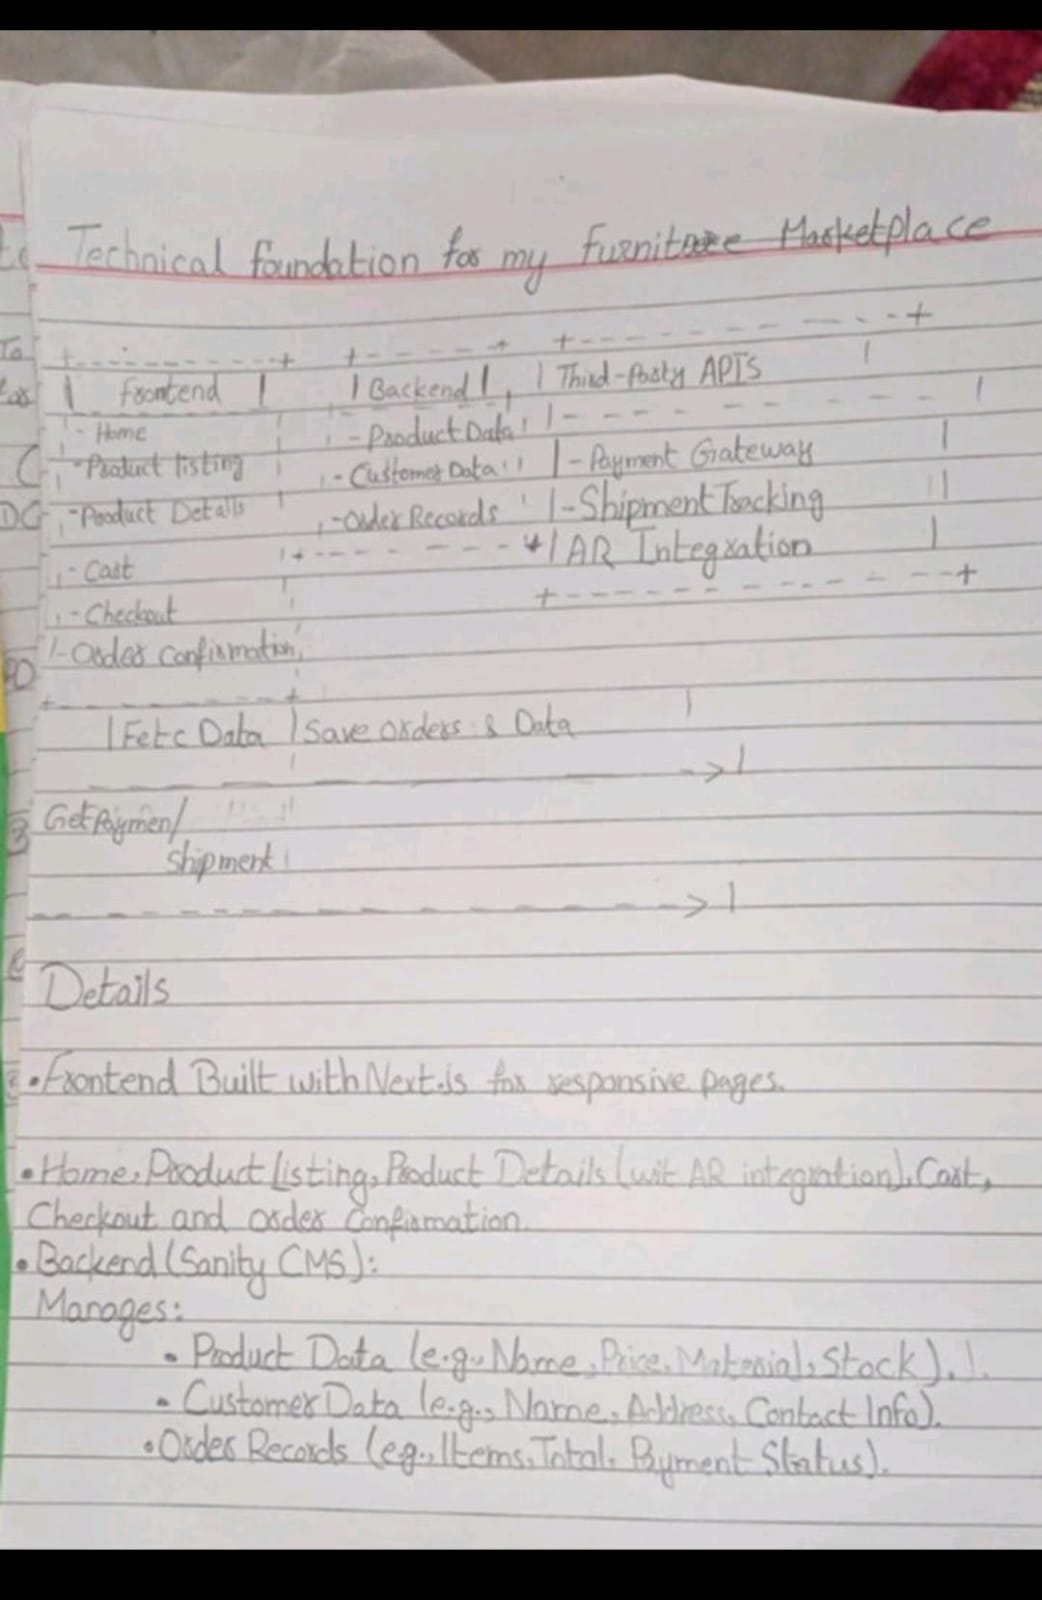 Technical foundation for my furniture Marketplace
Frontend | Backend | Third-Party APIS
- Home
- Product listing
- Product Details
- Cart
- Checkout
- Order confirmation
- Product Data
- Customer Data
- Order Records
- Payment Gateway
- Shipment Tracking
AR Integration
| Fetc Data | Save orders & Data
Get Paymen/
shipment
Details
• Frontend Built with Next.js for responsive pages.
• Home, Product Listing, Product Details (wit AR integration), Cart,
Checkout and order Confirmation.
• Backend (Sanity CMS):
Manages:
• Product Data (e.g., Name, Price, Material, Stock).
• Customer Data (e.g., Name, Address, Contact Info).
• Order Records (eg., Items, Total, Payment Status).